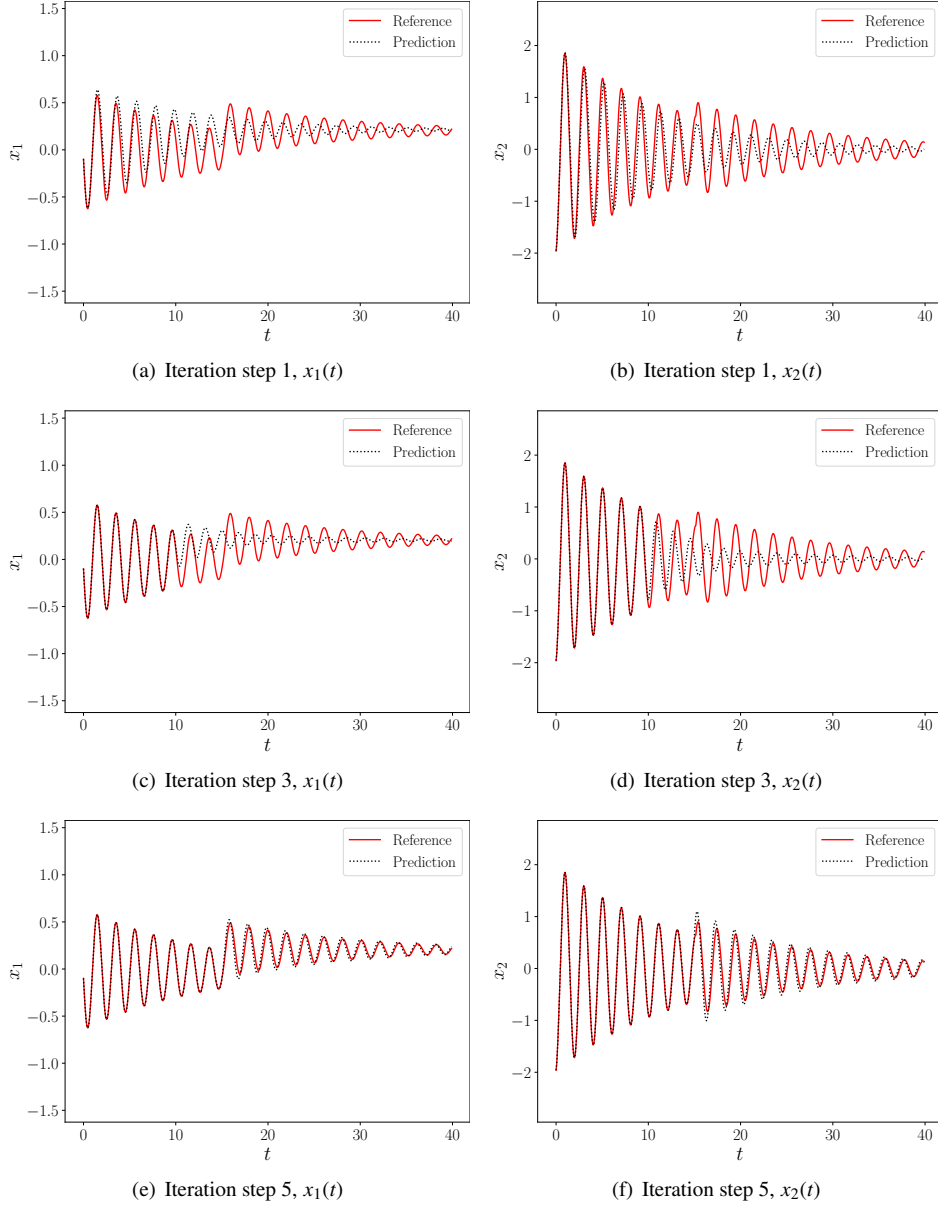 1.5
1.0
0.5
0.0
−0.5
−1.0
−1.5
x₁
0 10 20 30 40
t
Reference
Prediction
(a) Iteration step 1, x₁(t)
2
1
0
−1
−2
x₂
0 10 20 30 40
t
Reference
Prediction
(b) Iteration step 1, x₂(t)
1.5
1.0
0.5
0.0
−0.5
−1.0
−1.5
x₁
0 10 20 30 40
t
Reference
Prediction
(c) Iteration step 3, x₁(t)
2
1
0
−1
−2
x₂
0 10 20 30 40
t
Reference
Prediction
(d) Iteration step 3, x₂(t)
1.5
1.0
0.5
0.0
−0.5
−1.0
−1.5
x₁
0 10 20 30 40
t
Reference
Prediction
(e) Iteration step 5, x₁(t)
2
1
0
−1
−2
x₂
0 10 20 30 40
t
Reference
Prediction
(f) Iteration step 5, x₂(t)